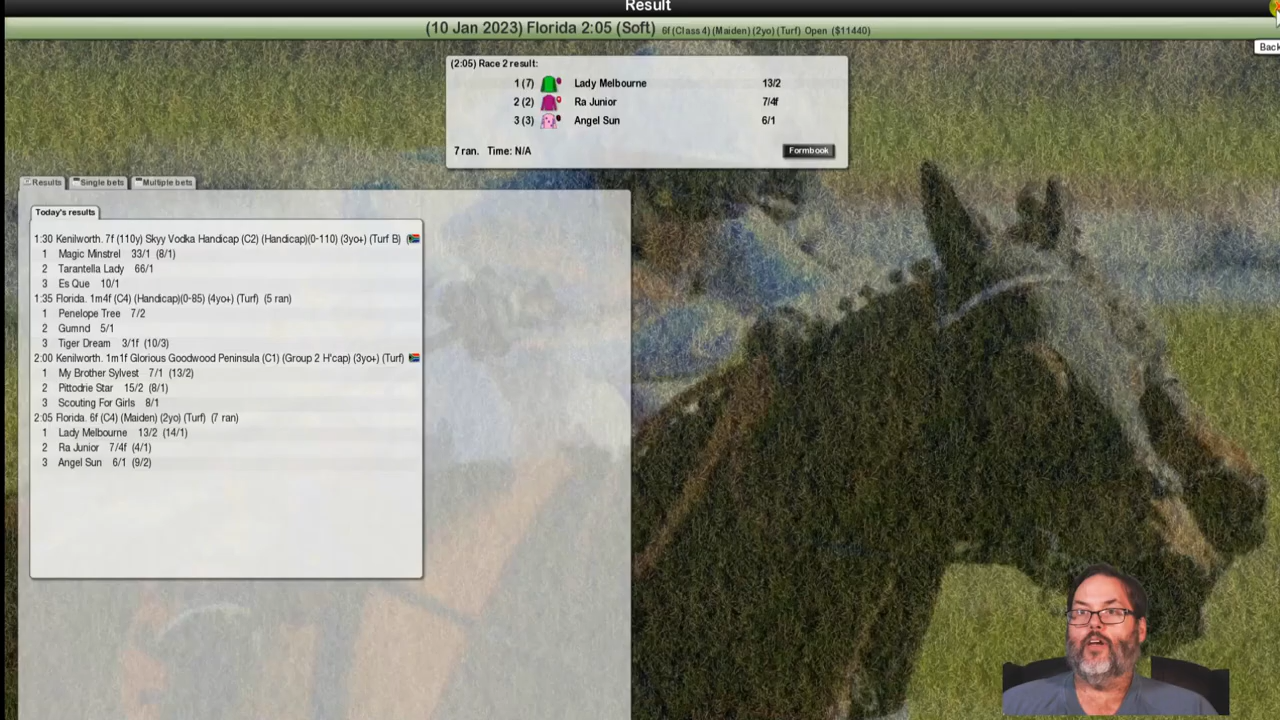 Result
(10 Jan 2023) Florida 2:05 (Soft) 6f (Class 4) (Maiden) (2yo) (Turf) Open ($11440)
Back
(2:05) Race 2 result:
1 (7) Lady Melbourne 13/2
2 (2) Ra Junior 7/4f
3 (3) Angel Sun 6/1
7 ran. Time: N/A
Formbook
Results Single bets Multiple bets
Today's results
1:30 Kenilworth. 7f (110y) Skyy Vodka Handicap (C2) (Handicap)(0-110) (3yo+) (Turf B) (
1 Magic Minstrel 33/1 (8/1)
2 Tarantella Lady 66/1
3 Es Que 10/1
1:35 Florida. 1m4f (C4) (Handicap)(0-85) (4yo+) (Turf) (5 ran)
1 Penelope Tree 7/2
2 Gumnd 5/1
3 Tiger Dream 3/1f (10/3)
2:00 Kenilworth. 1m1f Glorious Goodwood Peninsula (C1) (Group 2 H'cap) (3yo+) (Turf)
1 My Brother Sylvest 7/1 (13/2)
2 Pittodrie Star 15/2 (8/1)
3 Scouting For Girls 8/1
2:05 Florida. 6f (C4) (Maiden) (2yo) (Turf) (7 ran)
1 Lady Melbourne 13/2 (14/1)
2 Ra Junior 7/4f (4/1)
3 Angel Sun 6/1 (9/2)